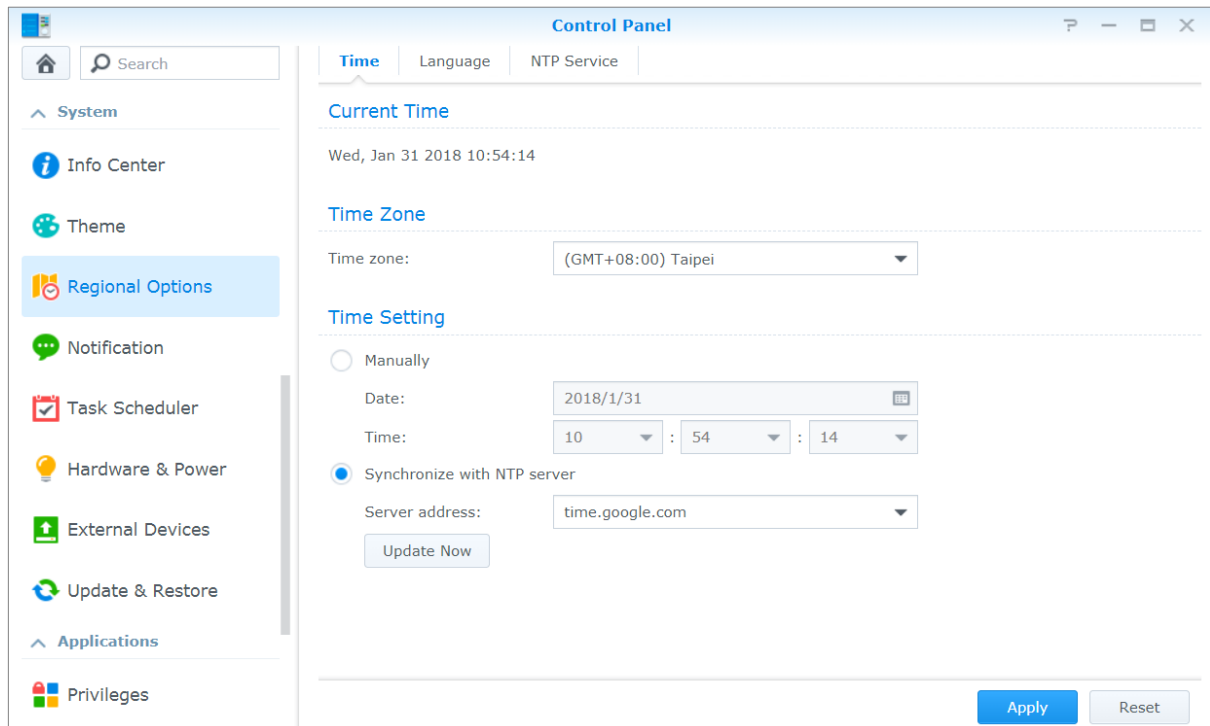 Control Panel
Search
System
Info Center
Theme
Regional Options
Notification
Task Scheduler
Hardware & Power
External Devices
Update & Restore
Applications
Privileges
Time Language NTP Service
Current Time
Wed, Jan 31 2018 10:54:14
Time Zone
Time zone: (GMT+08:00) Taipei
Time Setting
Manually
Date: 2018/1/31
Time: 10 : 54 : 14
Synchronize with NTP server
Server address: time.google.com
Update Now
Apply Reset